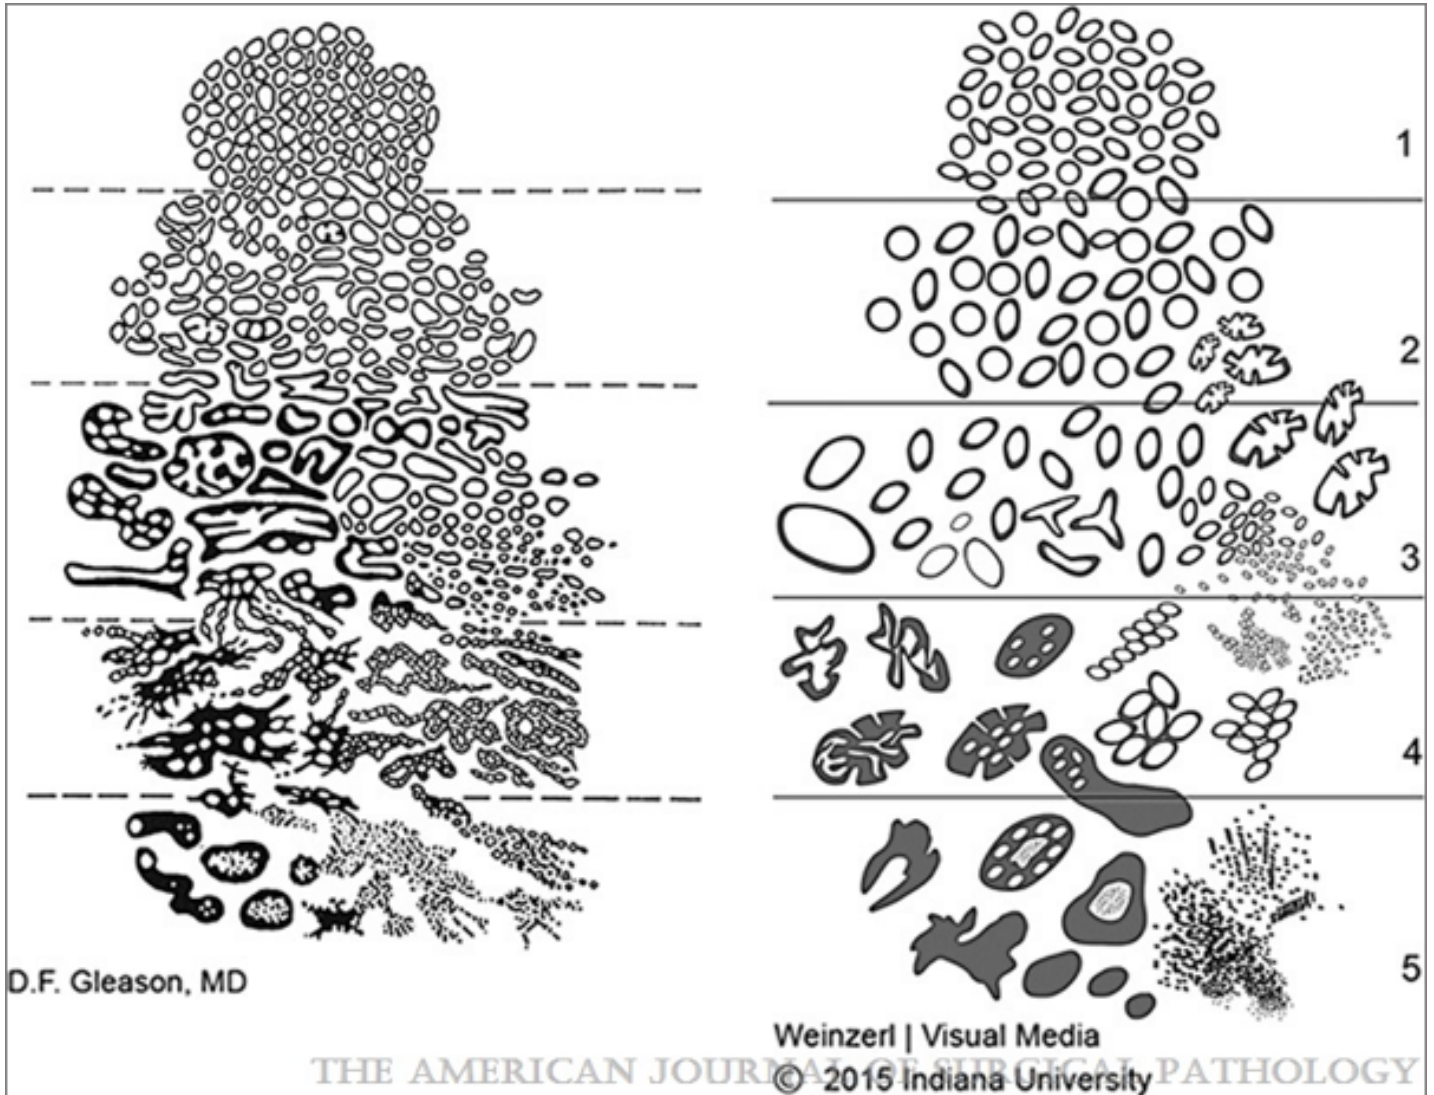 1
2
3
4
5
D.F. Gleason, MD
Weinzerl | Visual Media
THE AMERICAN JOURNAL OF SURGICAL PATHOLOGY
© 2015 Indiana University